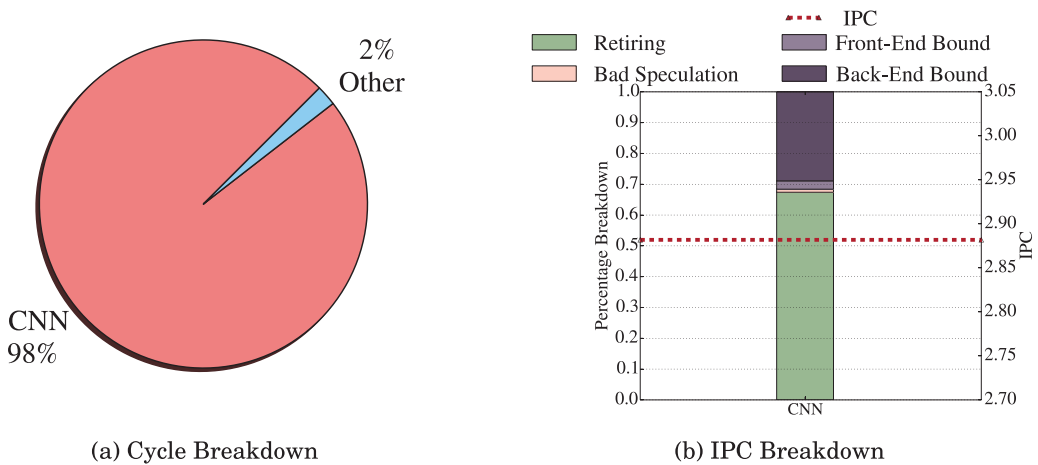 2%
Other
CNN
98%
(a) Cycle Breakdown
IPC
Retiring
Front-End Bound
Bad Speculation
Back-End Bound
Percentage Breakdown
1.0
0.9
0.8
0.7
0.6
0.5
0.4
0.3
0.2
0.1
0.0
CNN
3.05
3.00
2.95
2.90
2.85
2.80
2.75
2.70
IPC
(b) IPC Breakdown